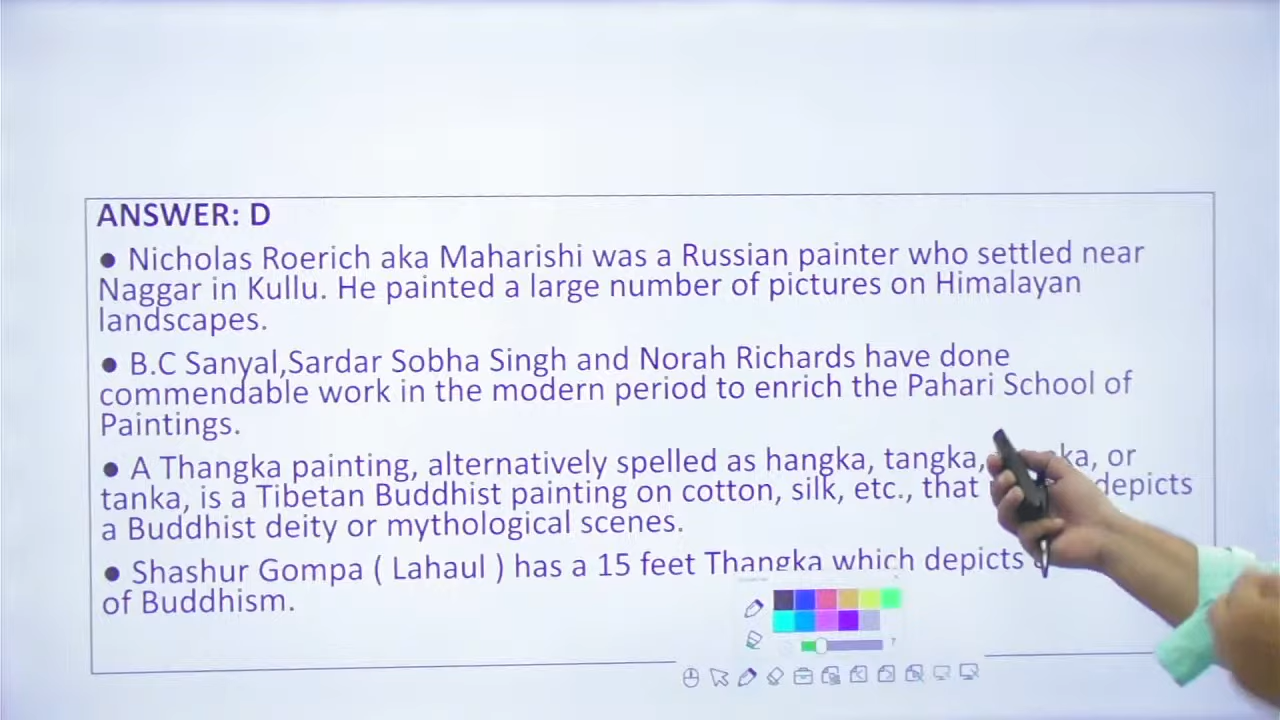 ANSWER: D
● Nicholas Roerich aka Maharishi was a Russian painter who settled near
Naggar in Kullu. He painted a large number of pictures on Himalayan
landscapes.
● B.C Sanyal,Sardar Sobha Singh and Norah Richards have done
commendable work in the modern period to enrich the Pahari School of
Paintings.
● A Thangka painting, alternatively spelled as hangka, tangka, or
tanka, is a Tibetan Buddhist painting on cotton, silk, etc., that depicts
a Buddhist deity or mythological scenes.
● Shashur Gompa ( Lahaul ) has a 15 feet Thangka which depicts
of Buddhism.